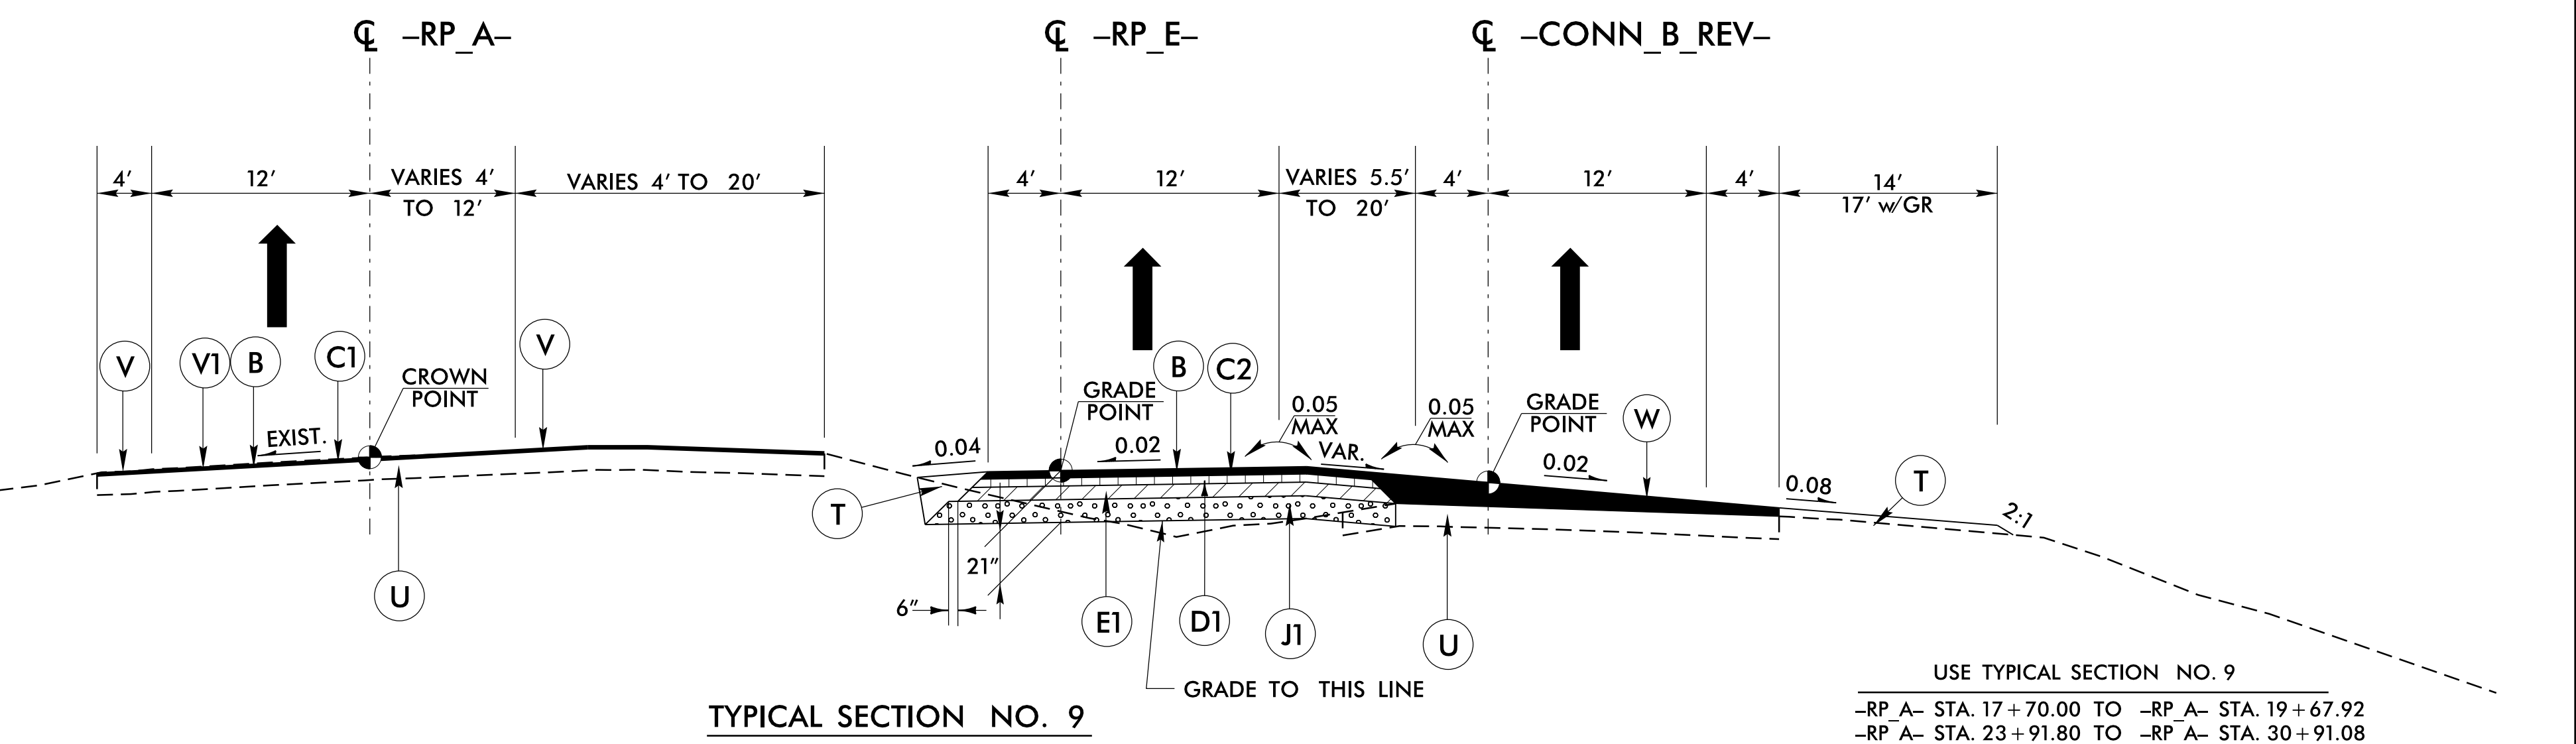 ℄ –RP_A–
℄ –RP_E–
℄ –CONN_B_REV–
4'
12'
VARIES 4'
TO 12'
VARIES 4' TO 20'
4'
12'
VARIES 5.5'
TO 20'
4'
12'
4'
14'
17' w/GR
V
V1
B
C1
CROWN
POINT
V
EXIST.
U
B
C2
GRADE
POINT
0.04
0.02
0.05
MAX
VAR.
0.05
MAX
GRADE
POINT
W
0.02
0.08
T
2:1
T
21"
6"
E1
D1
J1
U
GRADE TO THIS LINE
TYPICAL SECTION NO. 9
USE TYPICAL SECTION NO. 9
–RP_A– STA. 17+70.00 TO –RP_A– STA. 19+67.92
–RP_A– STA. 23+91.80 TO –RP_A– STA. 30+91.08